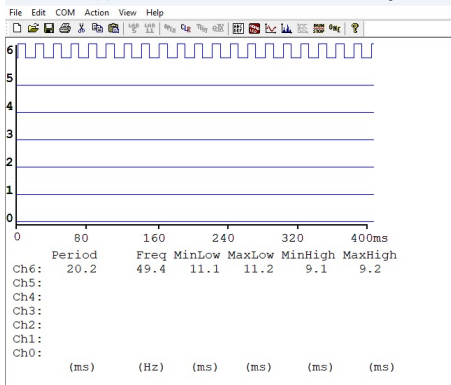 File Edit COM Action View Help
CLR
6
5
4
3
2
1
0
0 80 160 240 320 400ms
Period Freq MinLow MaxLow MinHigh MaxHigh
Ch6: 20.2 49.4 11.1 11.2 9.1 9.2
Ch5:
Ch4:
Ch3:
Ch2:
Ch1:
Ch0:
(ms) (Hz) (ms) (ms) (ms) (ms)